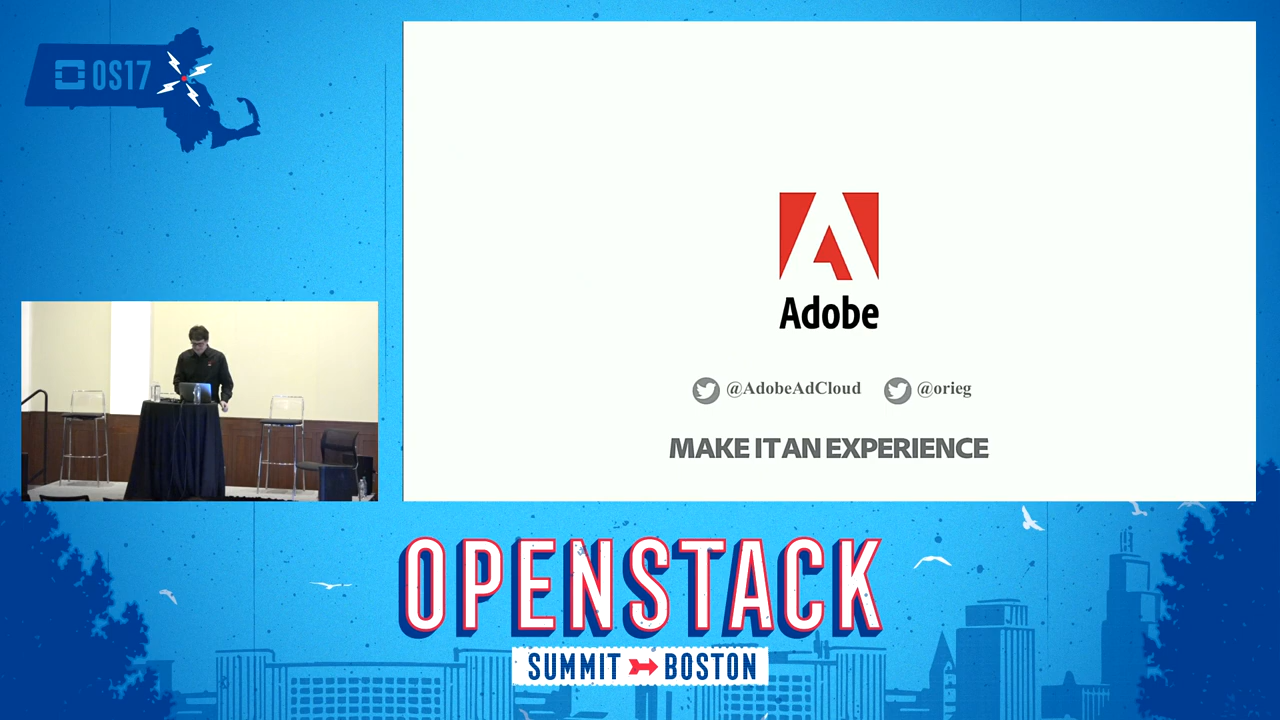 OS17
Adobe
@AdobeAdCloud @orieg
MAKE IT AN EXPERIENCE
OPENSTACK
SUMMIT BOSTON